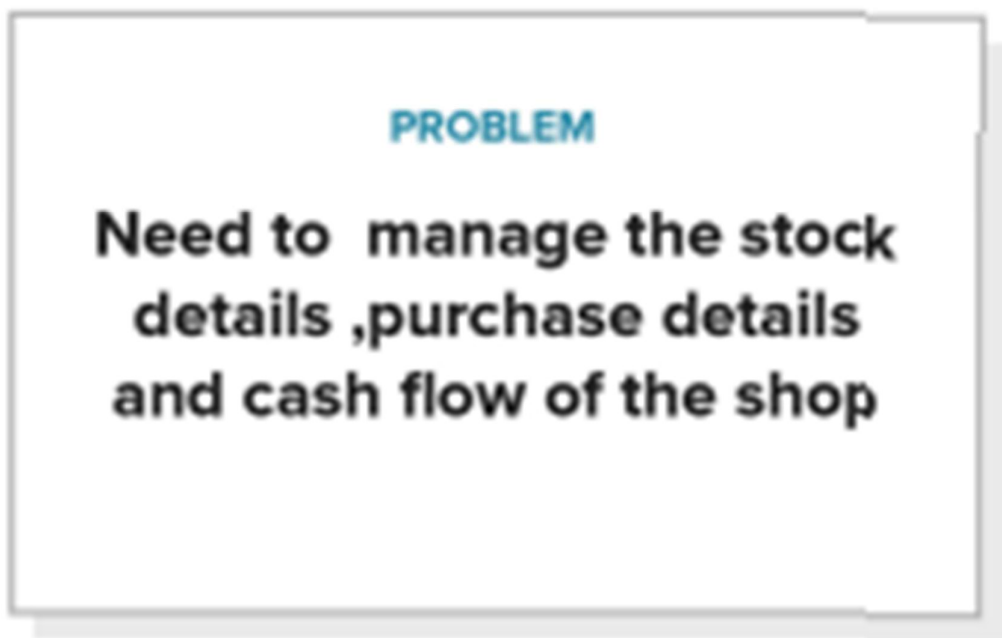 PROBLEM
Need to manage the stock
details ,purchase details
and cash flow of the shop